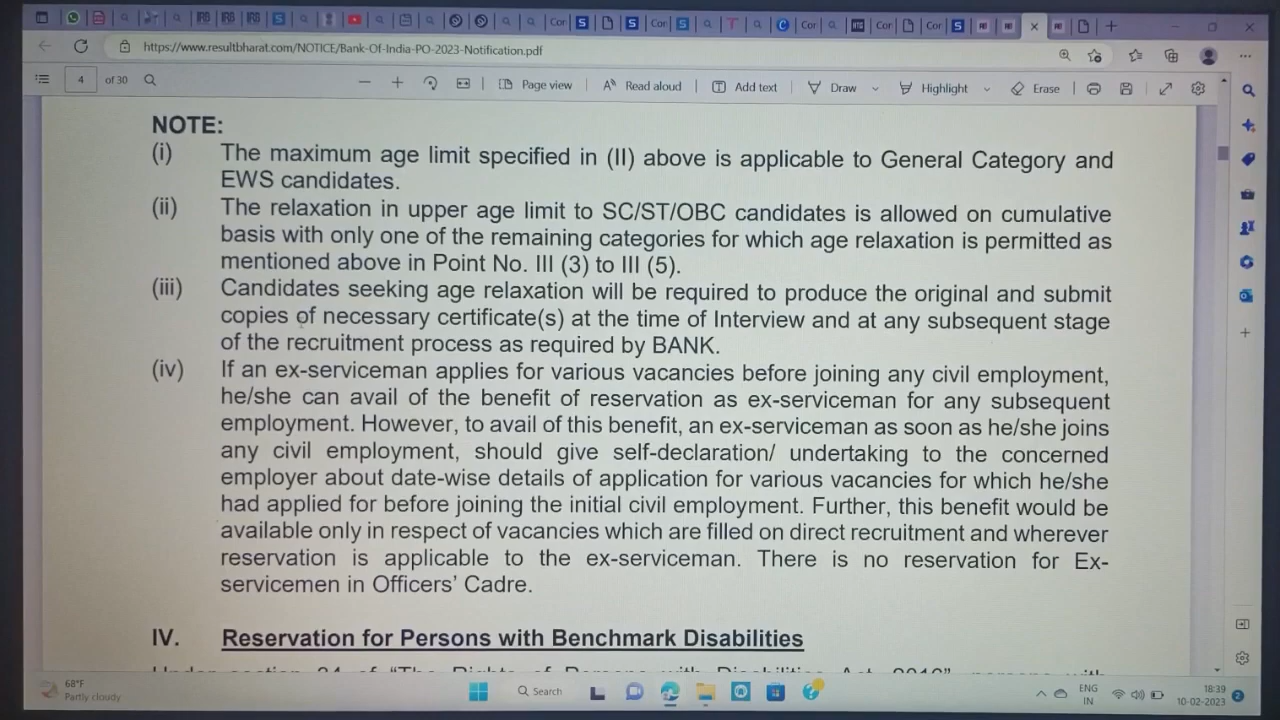 IRB
IRB
IRB
S
Cor
S
S
Cor
S
T
C
Cor
Cor
Cor
S
https://www.resultbharat.com/NOTICE/Bank-Of-India-PO-2023-Notification.pdf
4 of 30
Page view
Read aloud
Add text
Draw
Highlight
Erase
NOTE:
(i) The maximum age limit specified in (II) above is applicable to General Category and
EWS candidates.
(ii) The relaxation in upper age limit to SC/ST/OBC candidates is allowed on cumulative
basis with only one of the remaining categories for which age relaxation is permitted as
mentioned above in Point No. III (3) to III (5).
(iii) Candidates seeking age relaxation will be required to produce the original and submit
copies of necessary certificate(s) at the time of Interview and at any subsequent stage
of the recruitment process as required by BANK.
(iv) If an ex-serviceman applies for various vacancies before joining any civil employment,
he/she can avail of the benefit of reservation as ex-serviceman for any subsequent
employment. However, to avail of this benefit, an ex-serviceman as soon as he/she joins
any civil employment, should give self-declaration/ undertaking to the concerned
employer about date-wise details of application for various vacancies for which he/she
had applied for before joining the initial civil employment. Further, this benefit would be
available only in respect of vacancies which are filled on direct recruitment and wherever
reservation is applicable to the ex-serviceman. There is no reservation for Ex-
servicemen in Officers' Cadre.
IV. Reservation for Persons with Benchmark Disabilities
68°F
Partly cloudy
Search
ENG
IN
18:39
10-02-2023
2